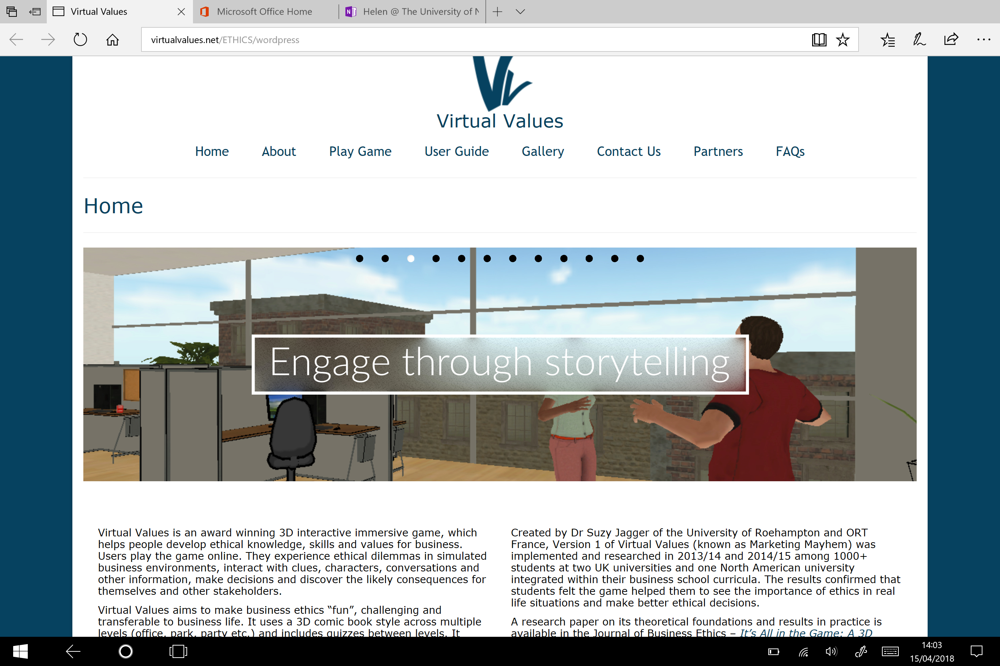 Virtual Values
Microsoft Office Home
Helen @ The University of N
virtualvalues.net/ETHICS/wordpress
Virtual Values
Home About Play Game User Guide Gallery Contact Us Partners FAQs
Home
Engage through storytelling
Virtual Values is an award winning 3D interactive immersive game, which
helps people develop ethical knowledge, skills and values for business.
Users play the game online. They experience ethical dilemmas in simulated
business environments, interact with clues, characters, conversations and
other information, make decisions and discover the likely consequences for
themselves and other stakeholders.
Virtual Values aims to make business ethics “fun”, challenging and
transferable to business life. It uses a 3D comic book style across multiple
levels (office, park, party etc.) and includes quizzes between levels. It
Created by Dr Suzy Jagger of the University of Roehampton and ORT
France, Version 1 of Virtual Values (known as Marketing Mayhem) was
implemented and researched in 2013/14 and 2014/15 among 1000+
students at two UK universities and one North American university
integrated within their business school curricula. The results confirmed that
students felt the game helped them to see the importance of ethics in real
life situations and make better ethical decisions.
A research paper on its theoretical foundations and results in practice is
available in the Journal of Business Ethics – It’s All in the Game: A 3D
14:03
15/04/2018